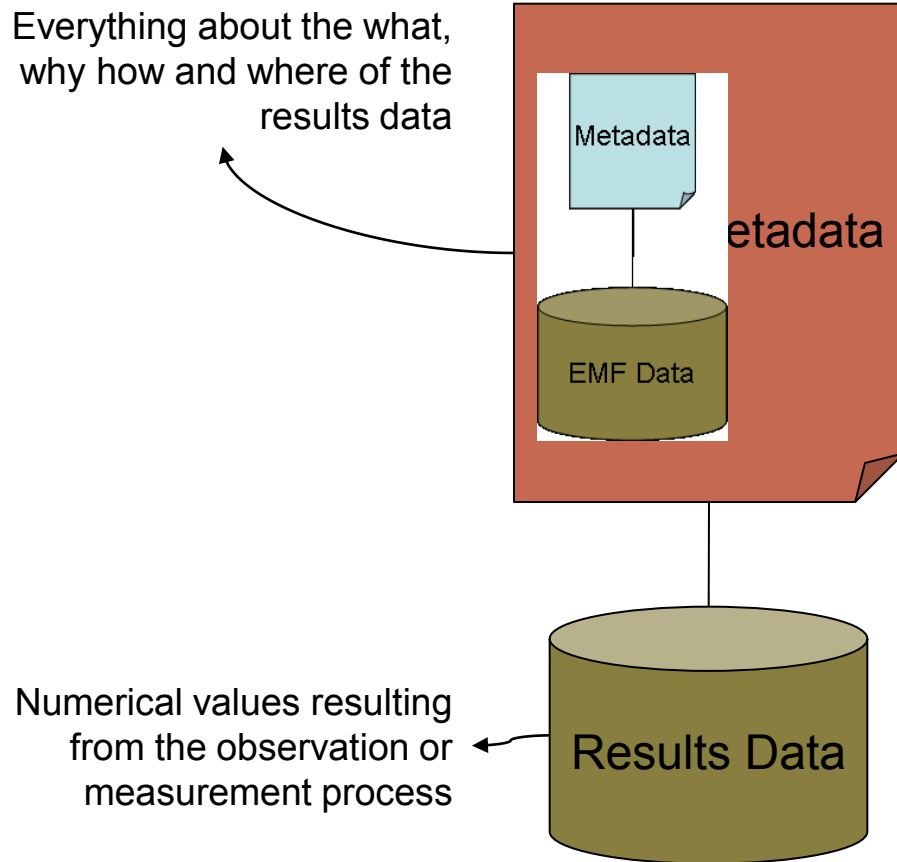 Everything about the what,
why how and where of the
results data
Metadata
etadata
EMF Data
Numerical values resulting
from the observation or
measurement process
Results Data